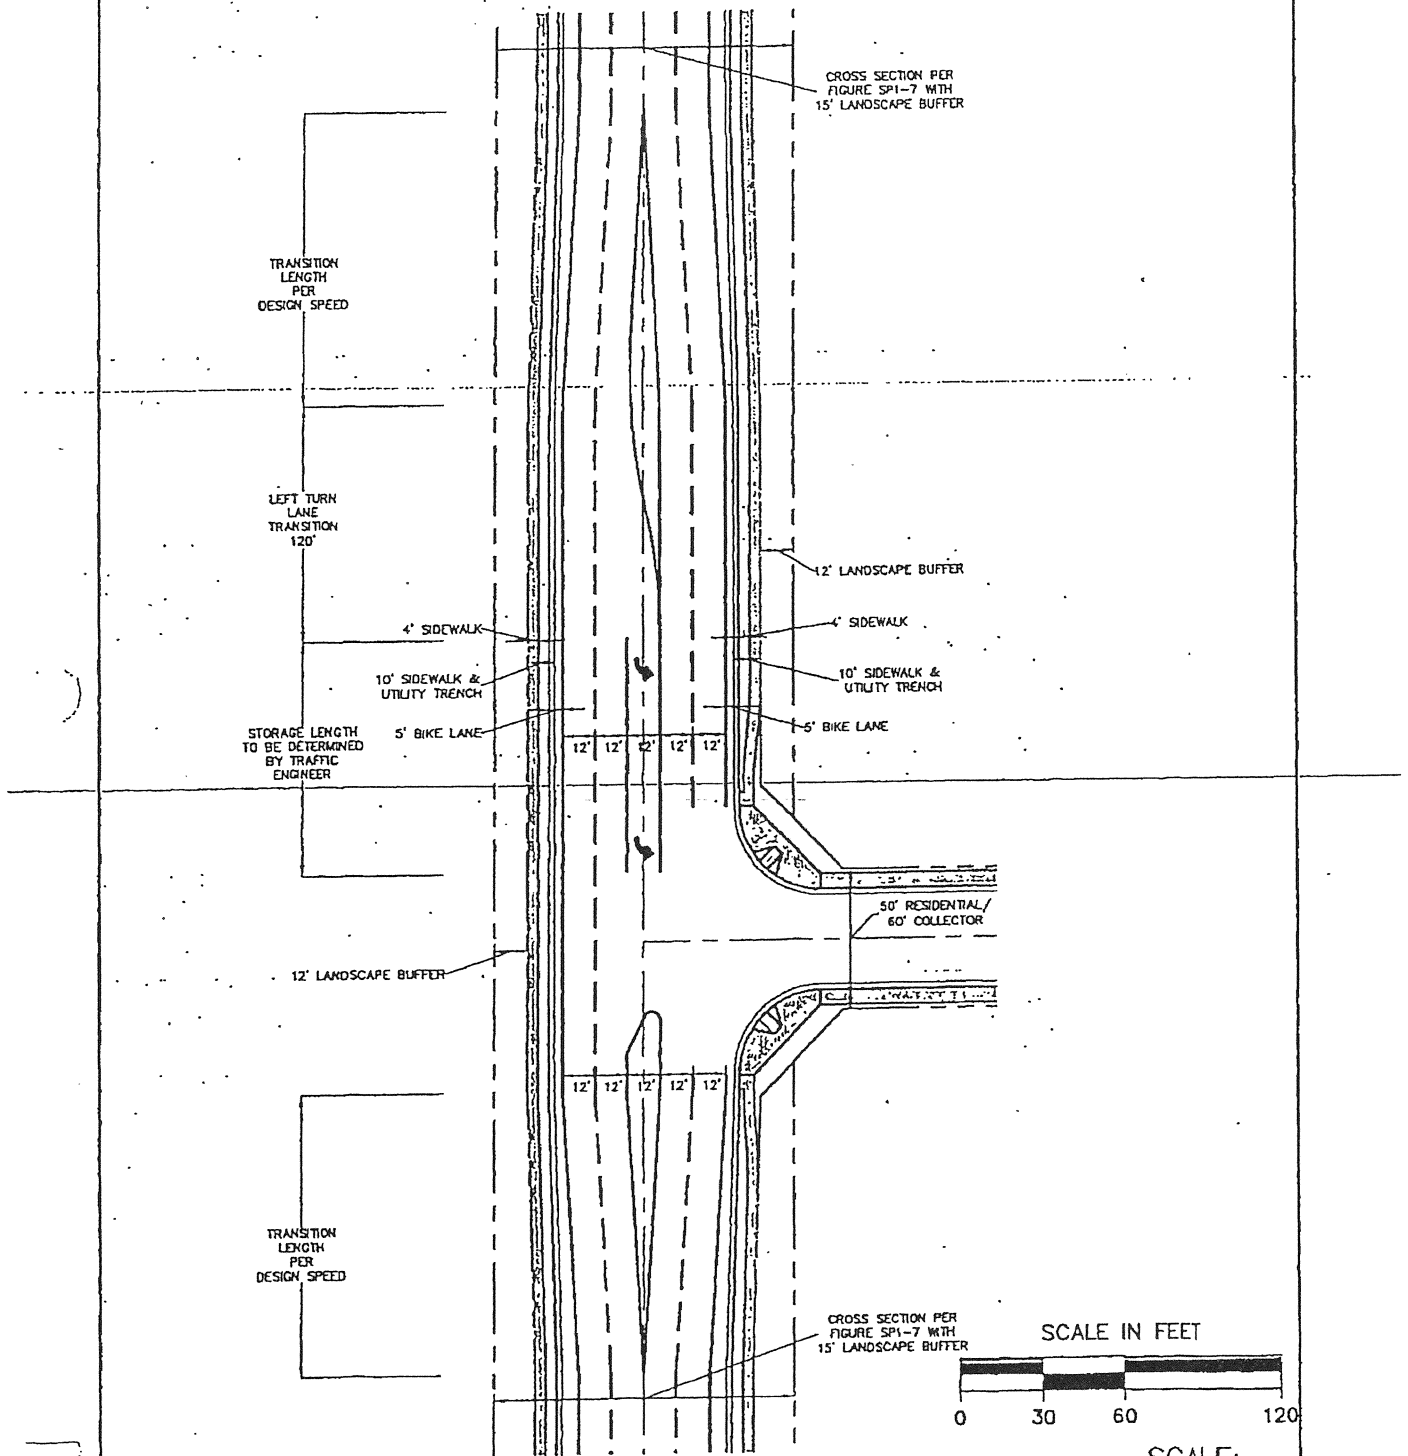 CROSS SECTION PER
FIGURE SP1-7 WITH
15' LANDSCAPE BUFFER
TRANSITION
LENGTH
PER
DESIGN SPEED
LEFT TURN
LANE
TRANSITION
120'
12' LANDSCAPE BUFFER
4' SIDEWALK
4' SIDEWALK
10' SIDEWALK &
UTILITY TRENCH
10' SIDEWALK &
UTILITY TRENCH
5' BIKE LANE
5' BIKE LANE
STORAGE LENGTH
TO BE DETERMINED
BY TRAFFIC
ENGINEER
12' 12' 12' 12' 12'
50' RESIDENTIAL/
60' COLLECTOR
12' LANDSCAPE BUFFER
12' 12' 12' 12' 12'
TRANSITION
LENGTH
PER
DESIGN SPEED
CROSS SECTION PER
FIGURE SP1-7 WITH
15' LANDSCAPE BUFFER
SCALE IN FEET
0 30 60 120